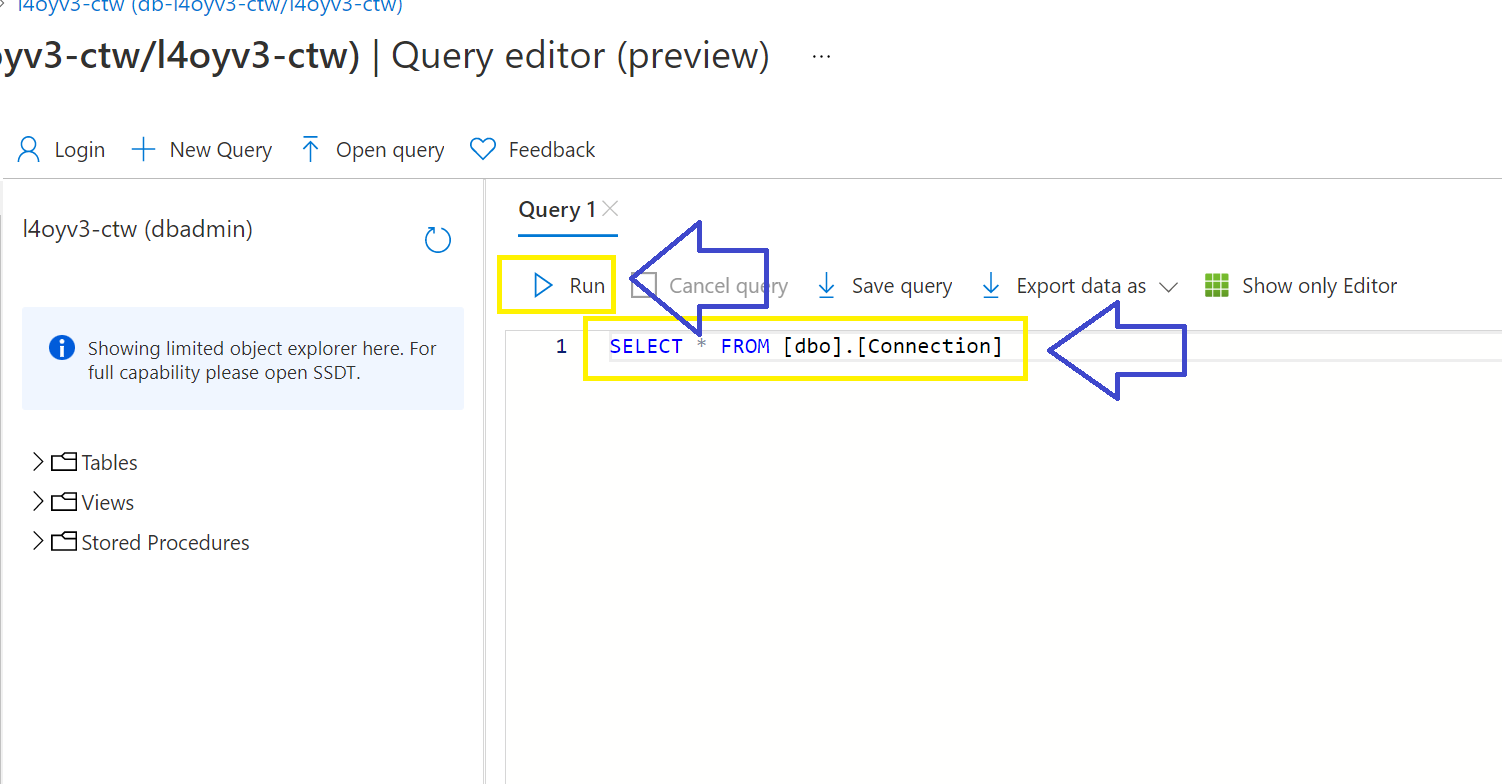 l4oyv3-ctw (db-l4oyv3-ctw/l4oyv3-ctw)
oyv3-ctw/l4oyv3-ctw) | Query editor (preview) ...
Login New Query Open query Feedback
l4oyv3-ctw (dbadmin)
Showing limited object explorer here. For
full capability please open SSDT.
Tables
Views
Stored Procedures
Query 1
Run Cancel query Save query Export data as Show only Editor
1 SELECT * FROM [dbo].[Connection]